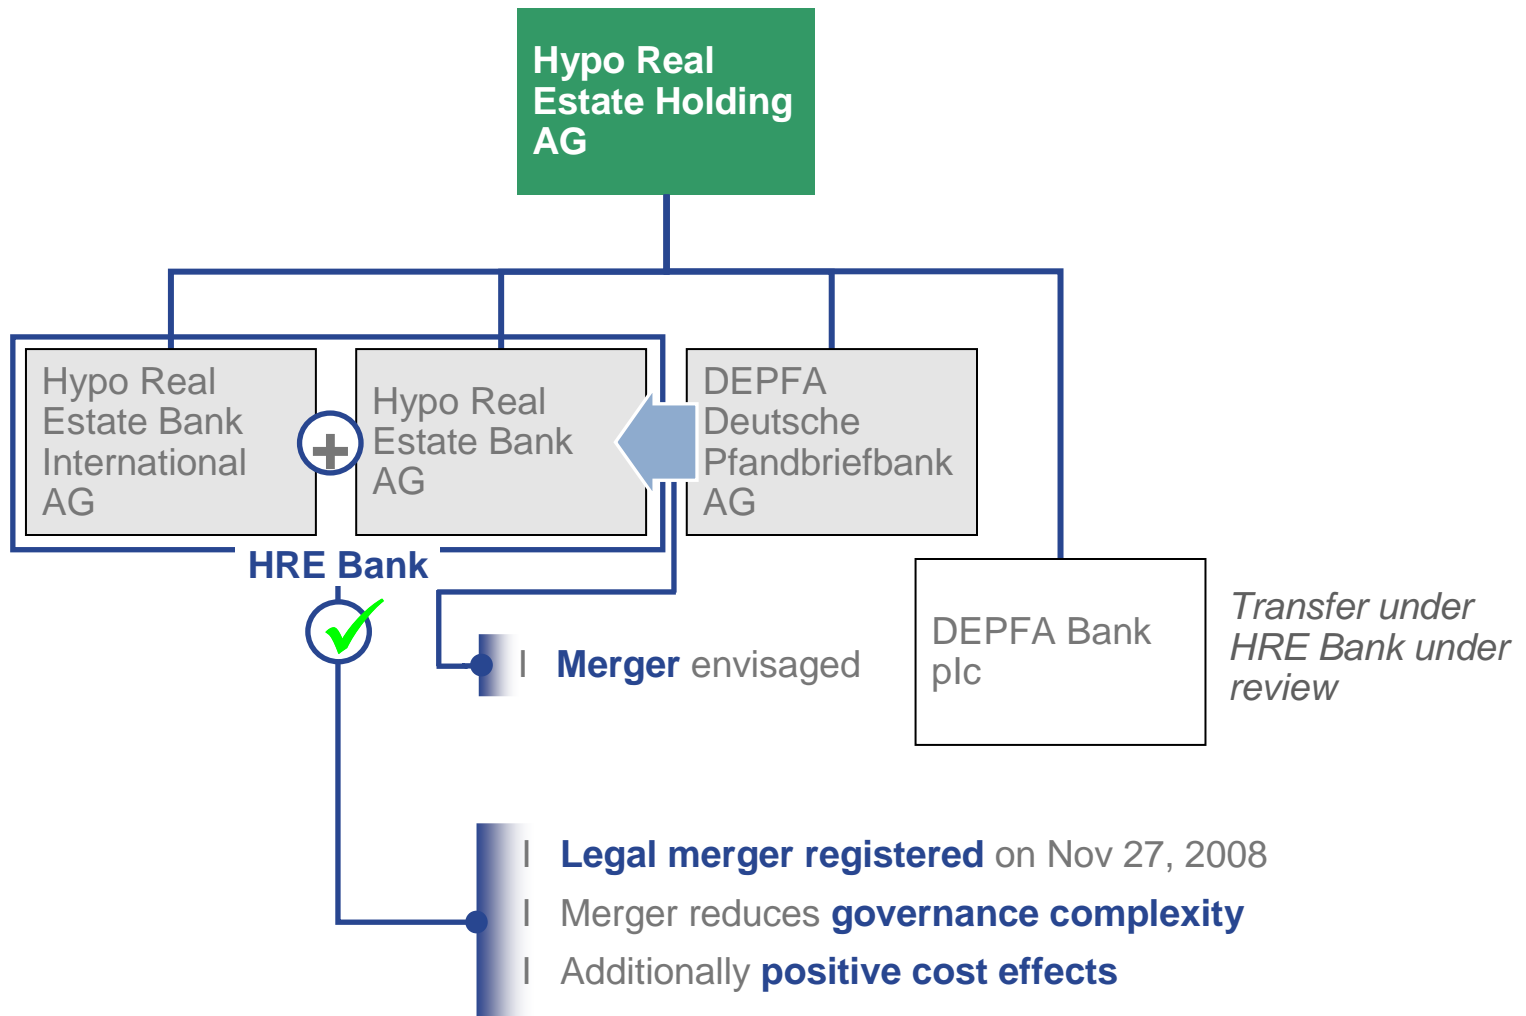 Hypo Real
Estate Holding
AG
Hypo Real
Estate Bank
International
AG
+
Hypo Real
Estate Bank
AG
DEPFA
Deutsche
Pfandbriefbank
AG
HRE Bank
DEPFA Bank
plc
Transfer under
HRE Bank under
review
l Merger envisaged
l Legal merger registered on Nov 27, 2008
l Merger reduces governance complexity
l Additionally positive cost effects